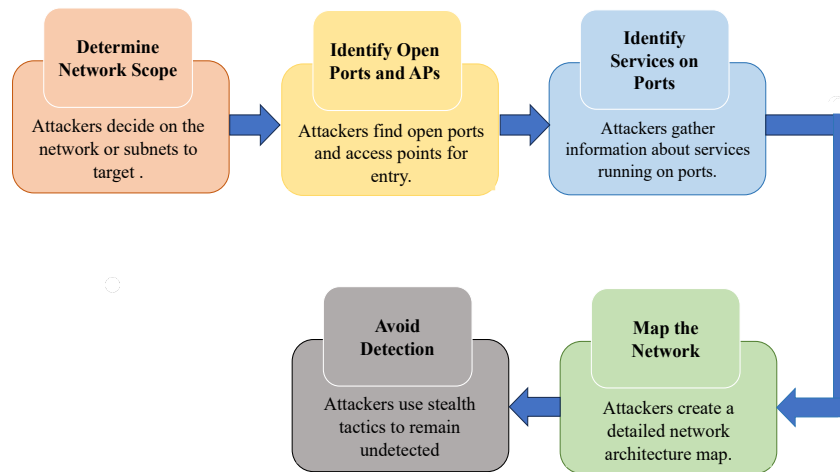 Determine
Network Scope
Attackers decide on the
network or subnets to
target .
Identify Open
Ports and APs
Attackers find open ports
and access points for
entry.
Identify
Services on
Ports
Attackers gather
information about services
running on ports.
Map the
Network
Attackers create a
detailed network
architecture map.
Avoid
Detection
Attackers use stealth
tactics to remain
undetected